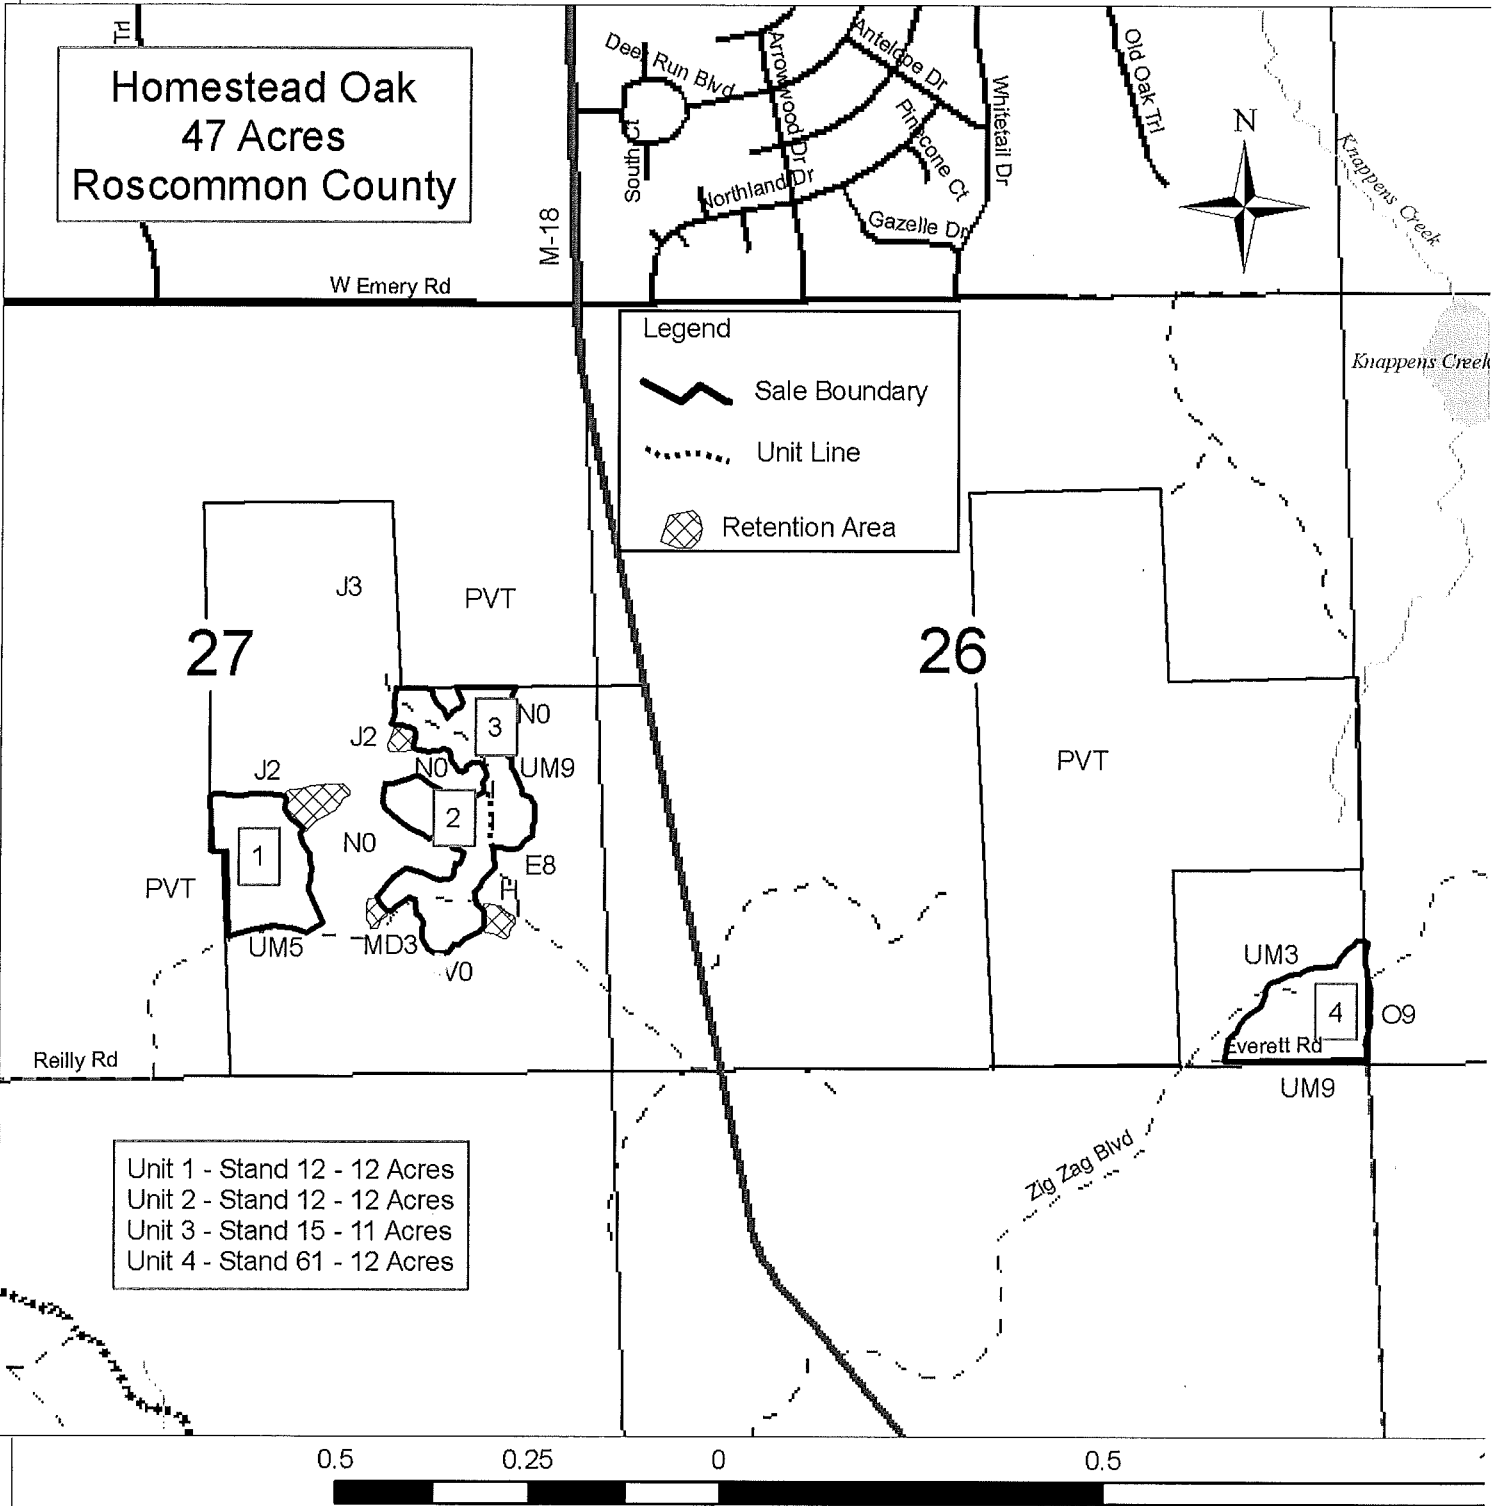 Trl
Homestead Oak
47 Acres
Roscommon County
Deer Run Blvd
South Ct
Arrowwood Dr
Antelope Dr
Pinecone Ct
Whitetail Dr
Old Oak Trl
Northland Dr
Gazelle Dr
N
Knappens Creek
M-18
W Emery Rd
Legend
Sale Boundary
Unit Line
Retention Area
Knappens Creek
J3
PVT
27
26
3
N0
J2
N0
UM9
PVT
J2
2
1
N0
E8
PVT
H
UM5
MD3
V0
UM3
4
O9
Everett Rd
Reilly Rd
UM9
Zig Zag Blvd
Unit 1 - Stand 12 - 12 Acres
Unit 2 - Stand 12 - 12 Acres
Unit 3 - Stand 15 - 11 Acres
Unit 4 - Stand 61 - 12 Acres
0.5 0.25 0 0.5